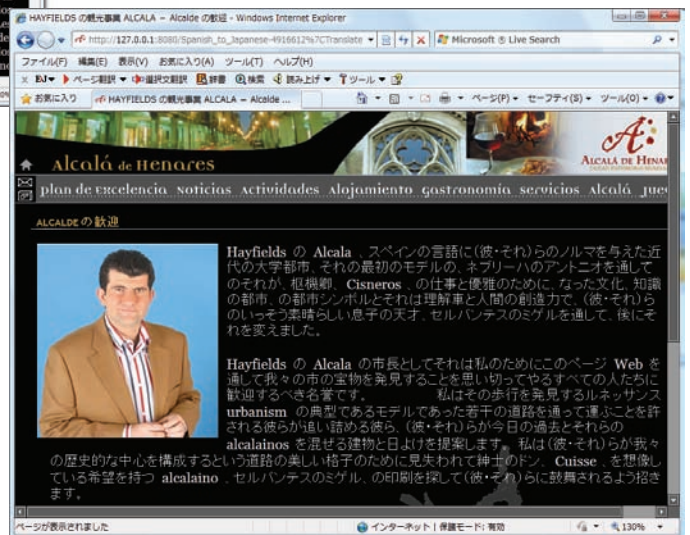 HAYFIELDS の観光事業 ALCALA - Alcalde の歓迎 - Windows Internet Explorer
http://127.0.0.1:8080/Spanish_to_Japanese-4916612%7CTranslate
Microsoft ® Live Search
ファイル(F) 編集(E) 表示(V) お気に入り(A) ツール(T) ヘルプ(H)
× EJ ページ翻訳 選択文翻訳 辞書 検索 読み上げ ツール
お気に入り HAYFIELDS の観光事業 ALCALA - Alcalde ... ページ(P) セーフティ(S) ツール(O)
Alcalá de Henares
ALCALÁ DE HENAR
plan de excelencia noticias actividades alojamiento gastronomía servicios alcalá jue
ALCALDE の歓迎
Hayfields の Alcala 、スペインの言語に(彼・それ)らのノルマを与えた近
代の大学都市、それの最初のモデルの、ネブリーハのアントニオを通して
のそれが、枢機卿、Cisneros 、の仕事と優雅のために、なった文化、知識
の都市、の都市シンボルとそれは理解車と人間の創造力で、(彼・それ)ら
のいっそう素晴らしい息子の天才、セルバンテスのミゲルを通して、後にそ
れを変えました。
Hayfields の Alcala の市長としてそれは私のためにこのページ Web を
通して我々の市の宝物を発見することを思い切ってやるすべての人たちに
歓迎するべき名誉です。 私はその歩行を発見するルネッサンス
urbanism の典型であるモデルであった若干の道路を通って運ぶことを許
される彼らが追い詰める彼ら、(彼・それ)らが今日の過去とそれらの
alcalainos を混ぜる建物と日よけを提案します。 私は(彼・それ)らが我々
の歴史的な中心を構成するという道路の美しい格子のために見失われて紳士のドン、Cuisse 、を想像し
ている希望を持つ alcalaino 、セルバンテスのミゲル、の印刷を探して(彼・それ)らに鼓舞されるよう招き
ます。
ページが表示されました インターネット | 保護モード: 有効 130%